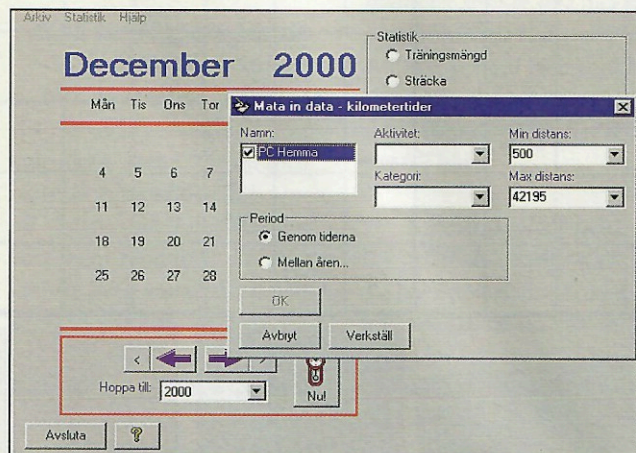 Arkiv Statistik Hjälp
December 2000
Mån Tis Ons Tor
4 5 6 7
11 12 13 14
18 19 20 21
25 26 27 28
< >
Hoppa till: 2000
Nu!
Avsluta ?
Statistik
Träningsmängd
Sträcka
Mata in data - kilometertider
Namn:
PC Hemma
Aktivitet:
Kategori:
Min distans:
500
Max distans:
42195
Period
Genom tiderna
Mellan åren...
OK
Avbryt Verkställ